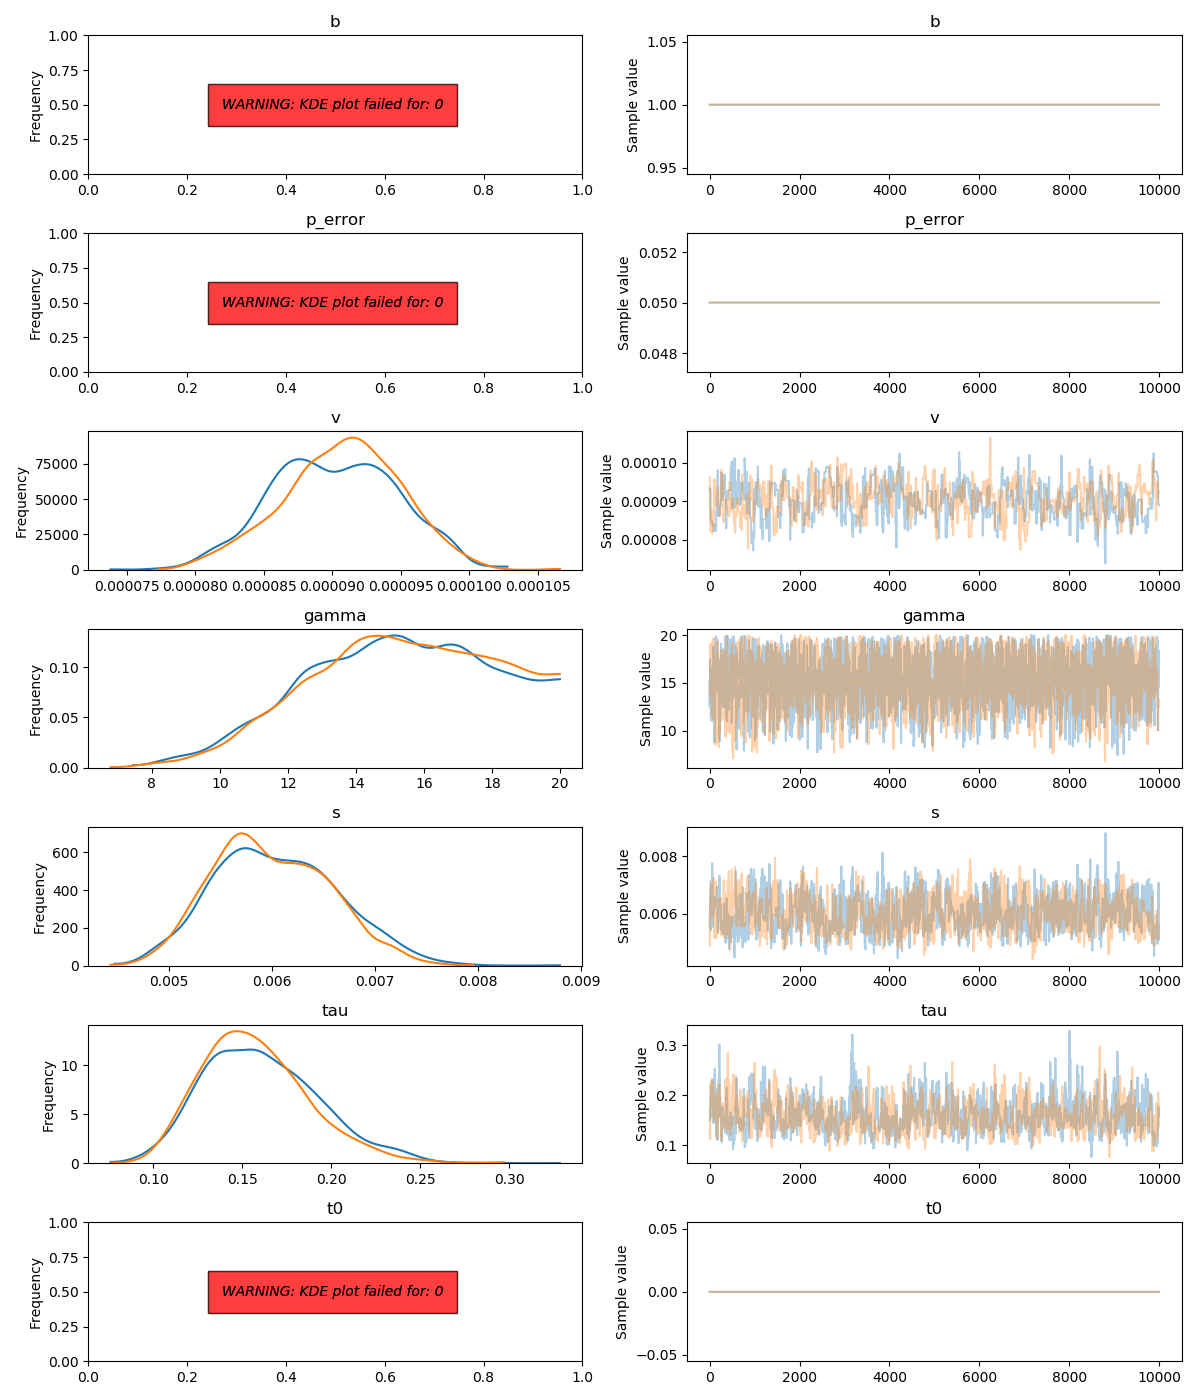 b
b
1.00
0.75
0.50
0.25
0.00
Frequency
WARNING: KDE plot failed for: 0
0.0 0.2 0.4 0.6 0.8 1.0
1.05
1.00
0.95
Sample value
0 2000 4000 6000 8000 10000
p_error
p_error
1.00
0.75
0.50
0.25
0.00
Frequency
WARNING: KDE plot failed for: 0
0.0 0.2 0.4 0.6 0.8 1.0
0.052
0.050
0.048
Sample value
0 2000 4000 6000 8000 10000
v
v
75000
50000
25000
0
Frequency
0.000075 0.000080 0.000085 0.000090 0.000095 0.000100 0.000105
0.00010
0.00009
0.00008
Sample value
0 2000 4000 6000 8000 10000
gamma
gamma
0.10
0.05
0.00
Frequency
8 10 12 14 16 18 20
20
15
10
Sample value
0 2000 4000 6000 8000 10000
s
s
600
400
200
0
Frequency
0.005 0.006 0.007 0.008 0.009
0.008
0.006
Sample value
0 2000 4000 6000 8000 10000
tau
tau
10
5
0
Frequency
0.10 0.15 0.20 0.25 0.30
0.3
0.2
0.1
Sample value
0 2000 4000 6000 8000 10000
t0
t0
1.00
0.75
0.50
0.25
0.00
Frequency
WARNING: KDE plot failed for: 0
0.0 0.2 0.4 0.6 0.8 1.0
0.05
0.00
−0.05
Sample value
0 2000 4000 6000 8000 10000